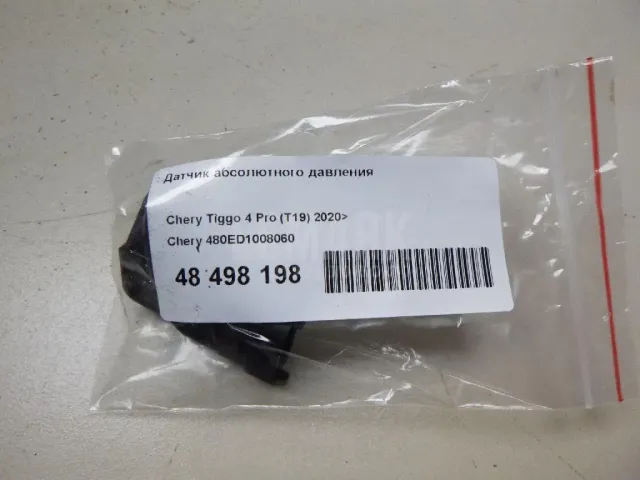 Датчик абсолютного давления
Chery Tiggo 4 Pro (T19) 2020>
Chery 480ED1008060
48 498 198